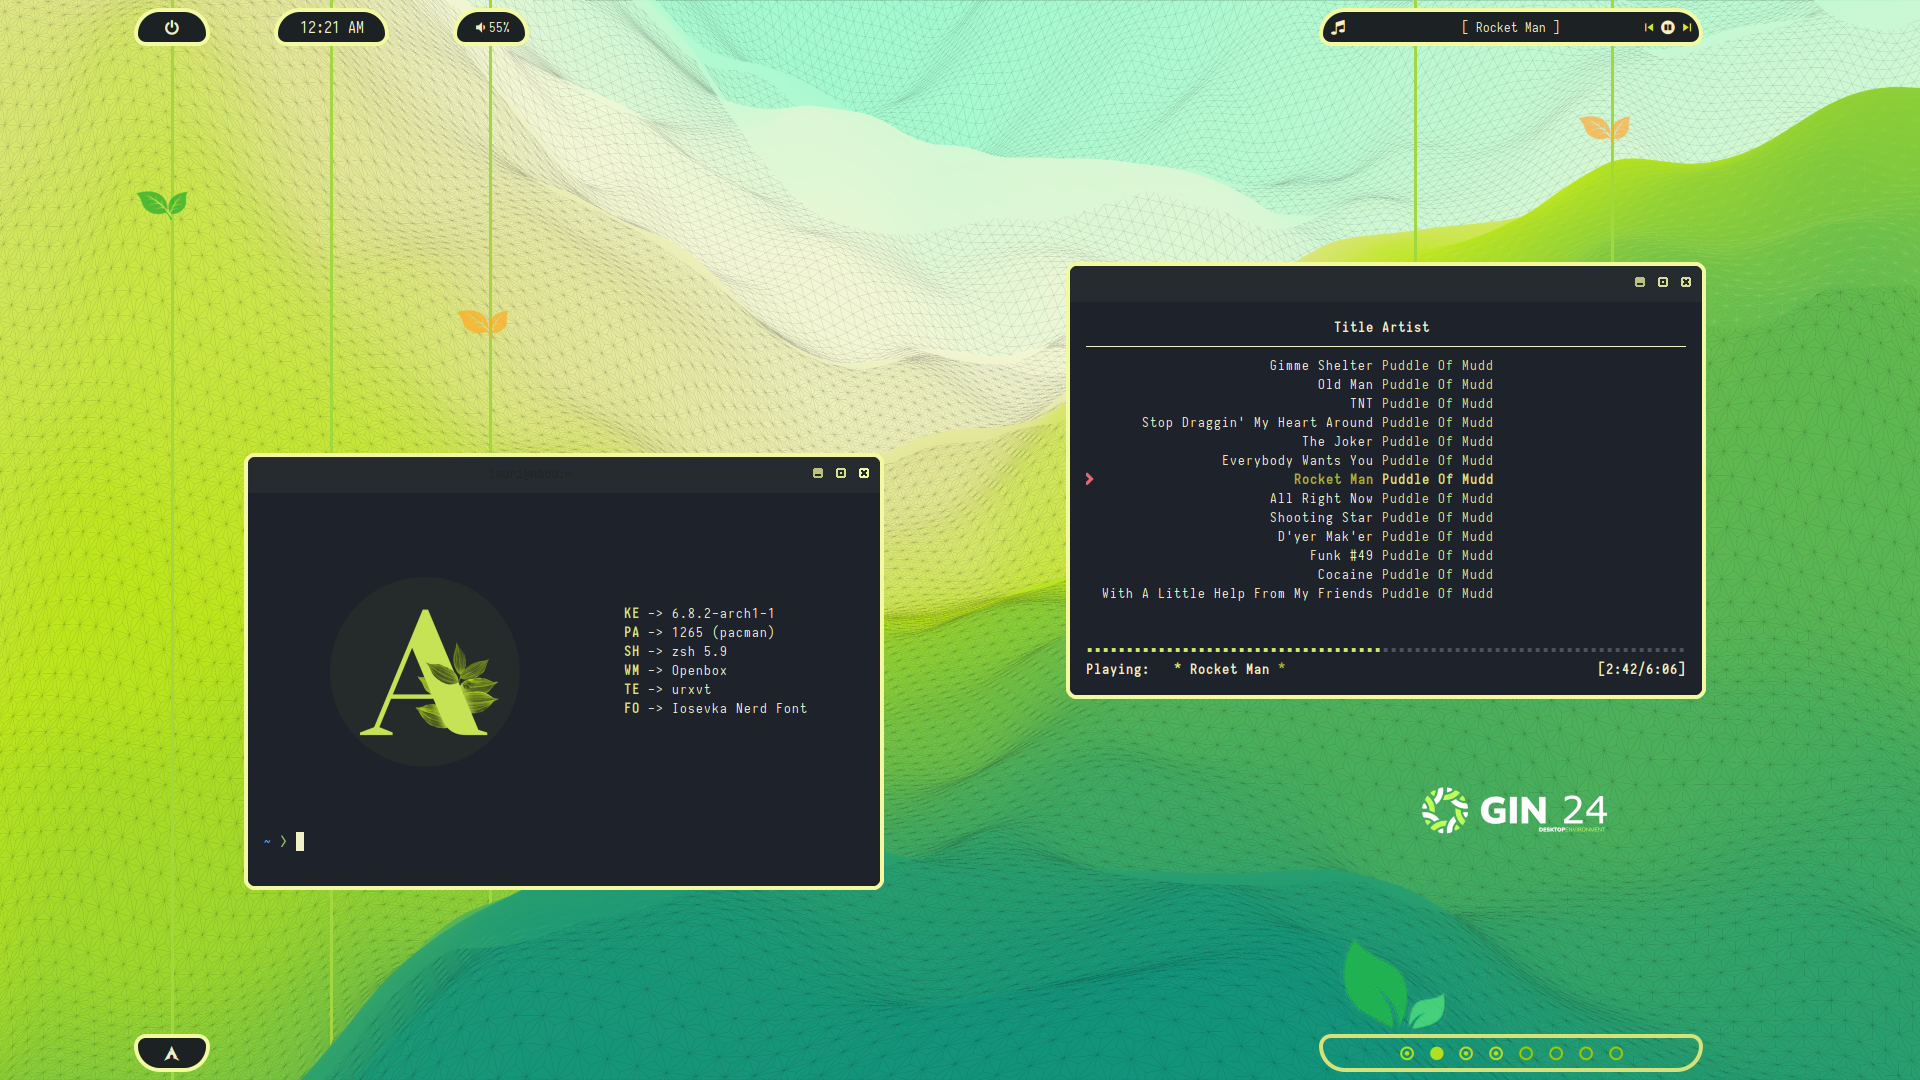 12:21 AM
55%
[ Rocket Man ]
Title Artist
Gimme Shelter Puddle Of Mudd
Old Man Puddle Of Mudd
TNT Puddle Of Mudd
Stop Draggin' My Heart Around Puddle Of Mudd
The Joker Puddle Of Mudd
Everybody Wants You Puddle Of Mudd
Rocket Man Puddle Of Mudd
All Right Now Puddle Of Mudd
Shooting Star Puddle Of Mudd
D'yer Mak'er Puddle Of Mudd
Funk #49 Puddle Of Mudd
Cocaine Puddle Of Mudd
With A Little Help From My Friends Puddle Of Mudd
Playing: * Rocket Man * [2:42/6:06]
A
KE -> 6.8.2-arch1-1
PA -> 1265 (pacman)
SH -> zsh 5.9
WM -> Openbox
TE -> urxvt
FO -> Iosevka Nerd Font
~ ❯
GIN 24
DESKTOPENVIRONMENT